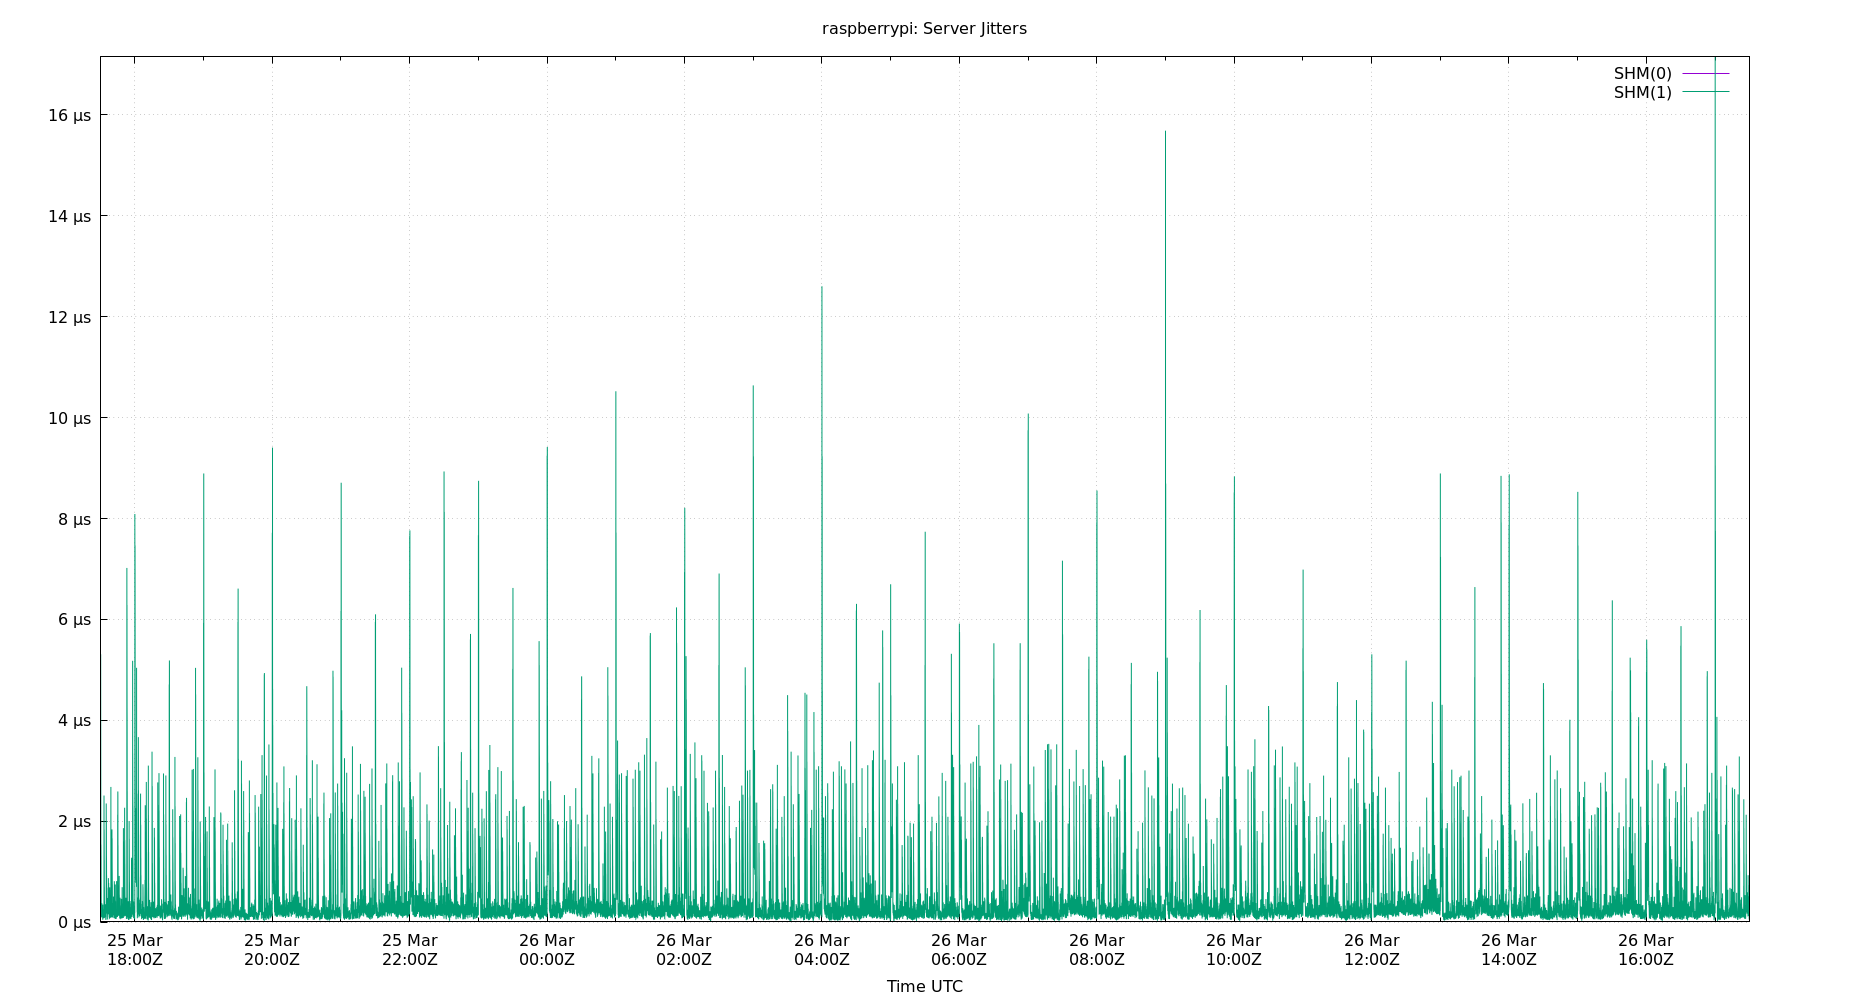 raspberrypi: Server Jitters
SHM(0)
SHM(1)
16 µs
14 µs
12 µs
10 µs
8 µs
6 µs
4 µs
2 µs
0 µs
25 Mar 25 Mar 25 Mar 26 Mar 26 Mar 26 Mar 26 Mar 26 Mar 26 Mar 26 Mar 26 Mar 26 Mar
18:00Z 20:00Z 22:00Z 00:00Z 02:00Z 04:00Z 06:00Z 08:00Z 10:00Z 12:00Z 14:00Z 16:00Z
Time UTC